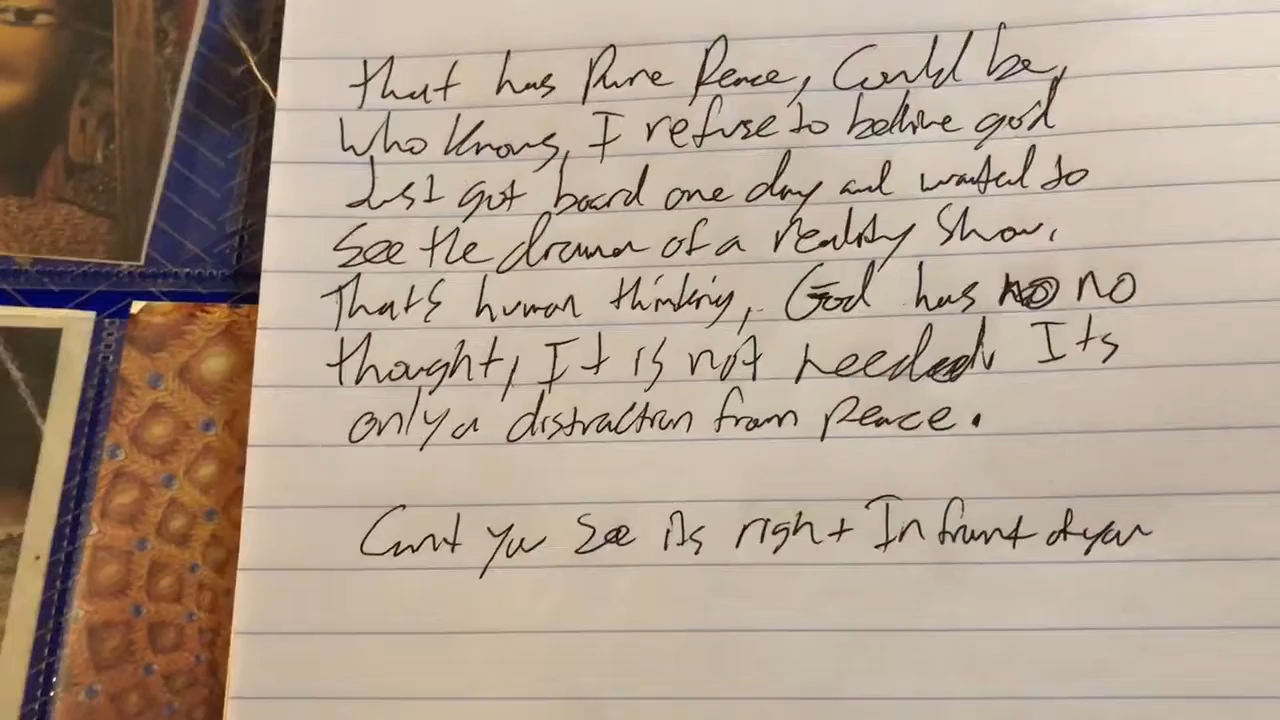 that has Pure Peace, Could be,
Who knows, I refuse to believe god
Just got board one day and wanted to
See the drama of a reality show.
That's human thinking, God has no no
thought, It is not needed. Its
only a distraction from peace.
Cant you see its right In front of you